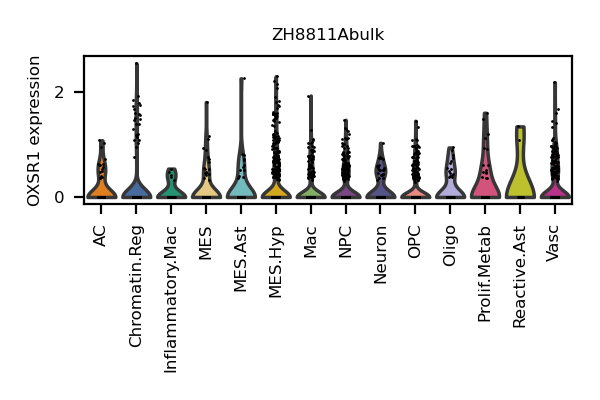 ZH8811Abulk
OXSR1 expression
2
0
AC
Chromatin.Reg
Inflammatory.Mac
MES
MES.Ast
MES.Hyp
Mac
NPC
Neuron
OPC
Oligo
Prolif.Metab
Reactive.Ast
Vasc